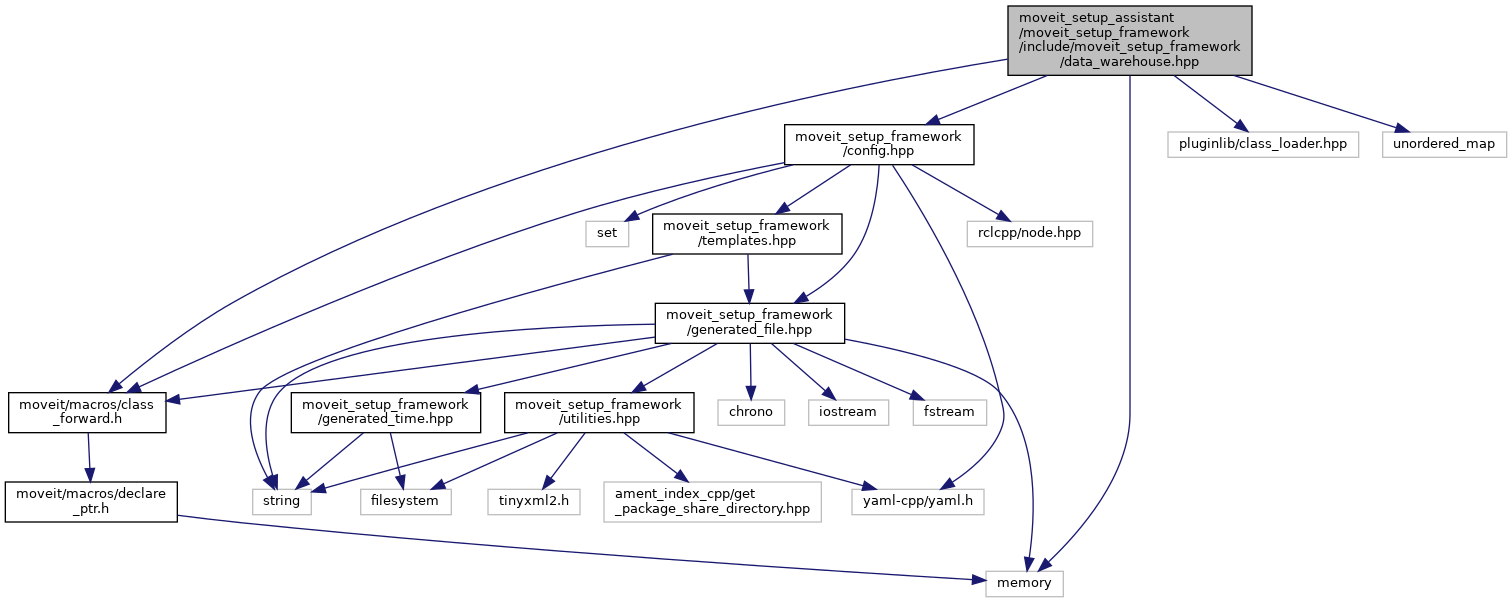 moveit_setup_assistant
/moveit_setup_framework
/include/moveit_setup_framework
/data_warehouse.hpp
moveit_setup_framework
/config.hpp
pluginlib/class_loader.hpp
unordered_map
set
moveit_setup_framework
/templates.hpp
rclcpp/node.hpp
moveit_setup_framework
/generated_file.hpp
moveit/macros/class
_forward.h
moveit_setup_framework
/generated_time.hpp
moveit_setup_framework
/utilities.hpp
chrono
iostream
fstream
moveit/macros/declare
_ptr.h
string
filesystem
tinyxml2.h
ament_index_cpp/get
_package_share_directory.hpp
yaml-cpp/yaml.h
memory